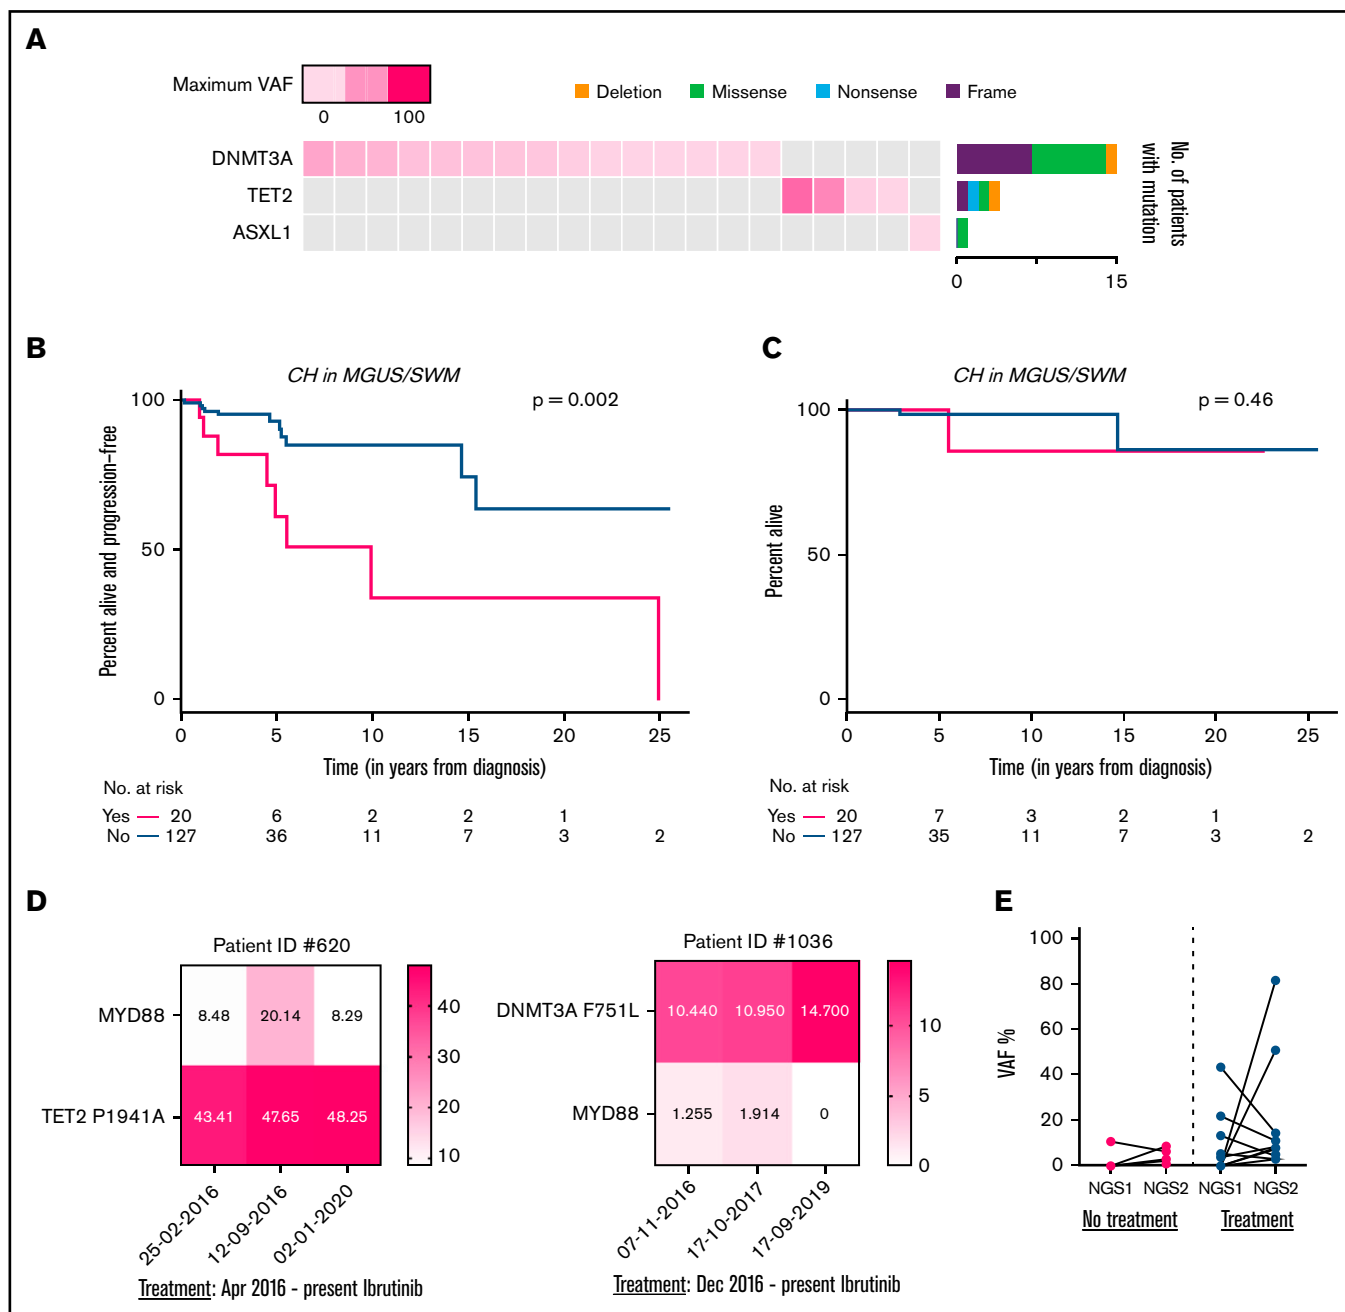 A
Maximum VAF
0 100
Deletion Missense Nonsense Frame
DNMT3A
TET2
ASXL1
0 15
No. of patients
with mutation
B
CH in MGUS/SWM
p = 0.002
Percent alive and progression-free
100
50
0
0 5 10 15 20 25
Time (in years from diagnosis)
No. at risk
Yes 20 6 2 2 1
No 127 36 11 7 3 2
C
CH in MGUS/SWM
p = 0.46
Percent alive
100
50
0
0 5 10 15 20 25
Time (in years from diagnosis)
No. at risk
Yes 20 7 3 2 1
No 127 35 11 7 3 2
D
Patient ID #620
MYD88 8.48 20.14 8.29
TET2 P1941A 43.41 47.65 48.25
40
30
20
10
25-02-2016 12-09-2016 02-01-2020
Treatment: Apr 2016 - present Ibrutinib
Patient ID #1036
DNMT3A F751L 10.440 10.950 14.700
MYD88 1.255 1.914 0
10
5
0
07-11-2016 17-10-2017 17-09-2019
Treatment: Dec 2016 - present Ibrutinib
E
VAF %
100
80
60
40
20
0
NGS1 NGS2 NGS1 NGS2
No treatment Treatment